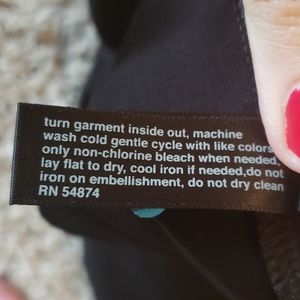 turn garment inside out, machine
wash cold gentle cycle with like colors,
only non-chlorine bleach when needed,
lay flat to dry, cool iron if needed,do not
iron on embellishment, do not dry clean
RN 54874